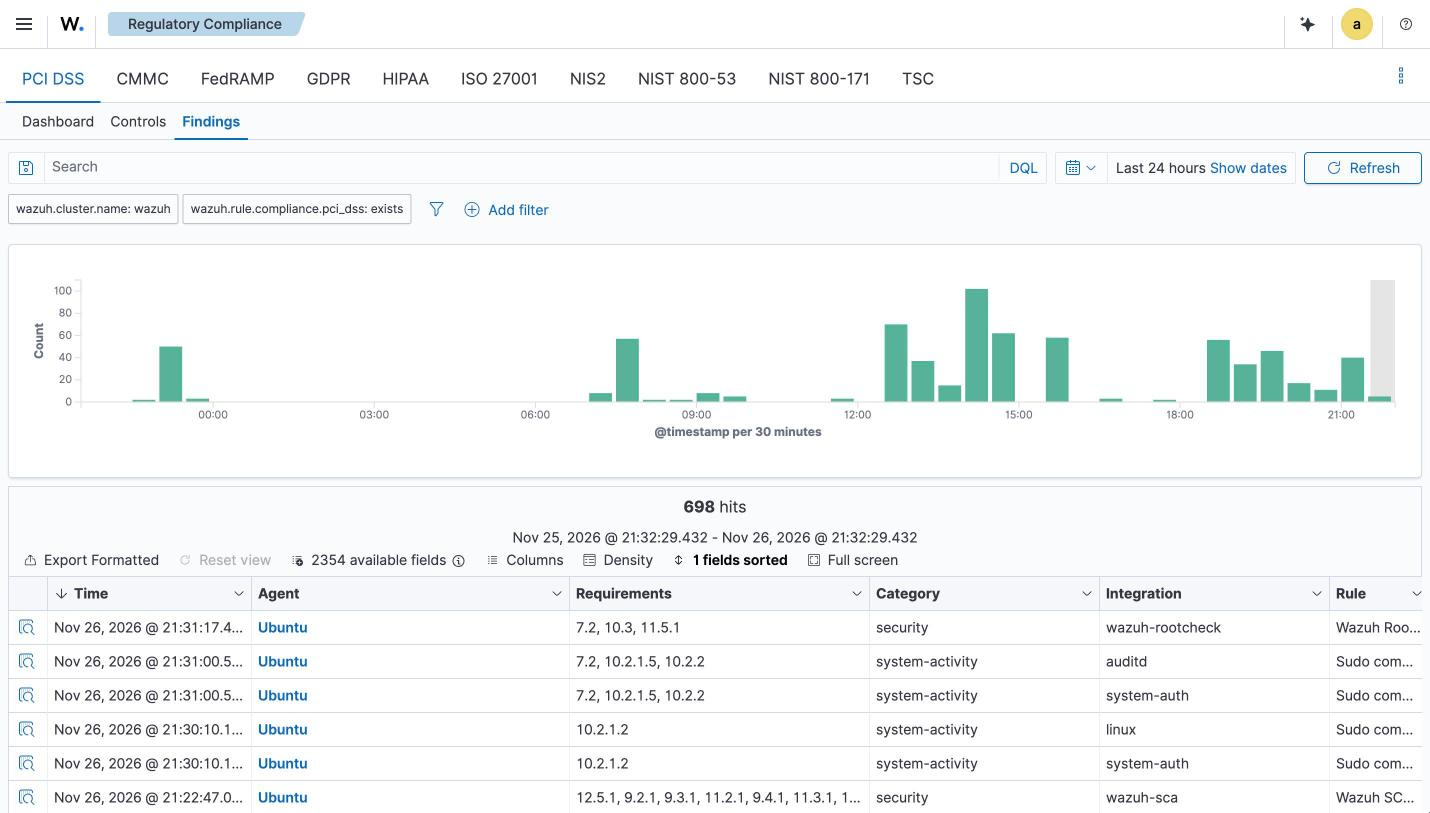 W. Regulatory Compliance a
PCI DSS CMMC FedRAMP GDPR HIPAA ISO 27001 NIS2 NIST 800-53 NIST 800-171 TSC
Dashboard Controls Findings
Search DQL Last 24 hours Show dates Refresh
wazuh.cluster.name: wazuh wazuh.rule.compliance.pci_dss: exists Add filter
100
80
60
40
20
0
Count
00:00 03:00 06:00 09:00 12:00 15:00 18:00 21:00
@timestamp per 30 minutes
698 hits
Nov 25, 2026 @ 21:32:29.432 - Nov 26, 2026 @ 21:32:29.432
Export Formatted Reset view 2354 available fields Columns Density 1 fields sorted Full screen
Time Agent Requirements Category Integration Rule
Nov 26, 2026 @ 21:31:17.4... Ubuntu 7.2, 10.3, 11.5.1 security wazuh-rootcheck Wazuh Roo...
Nov 26, 2026 @ 21:31:00.5... Ubuntu 7.2, 10.2.1.5, 10.2.2 system-activity auditd Sudo com...
Nov 26, 2026 @ 21:31:00.5... Ubuntu 7.2, 10.2.1.5, 10.2.2 system-activity system-auth Sudo com...
Nov 26, 2026 @ 21:30:10.1... Ubuntu 10.2.1.2 system-activity linux Sudo com...
Nov 26, 2026 @ 21:30:10.1... Ubuntu 10.2.1.2 system-activity system-auth Sudo com...
Nov 26, 2026 @ 21:22:47.0... Ubuntu 12.5.1, 9.2.1, 9.3.1, 11.2.1, 9.4.1, 11.3.1, 1... security wazuh-sca Wazuh SC...